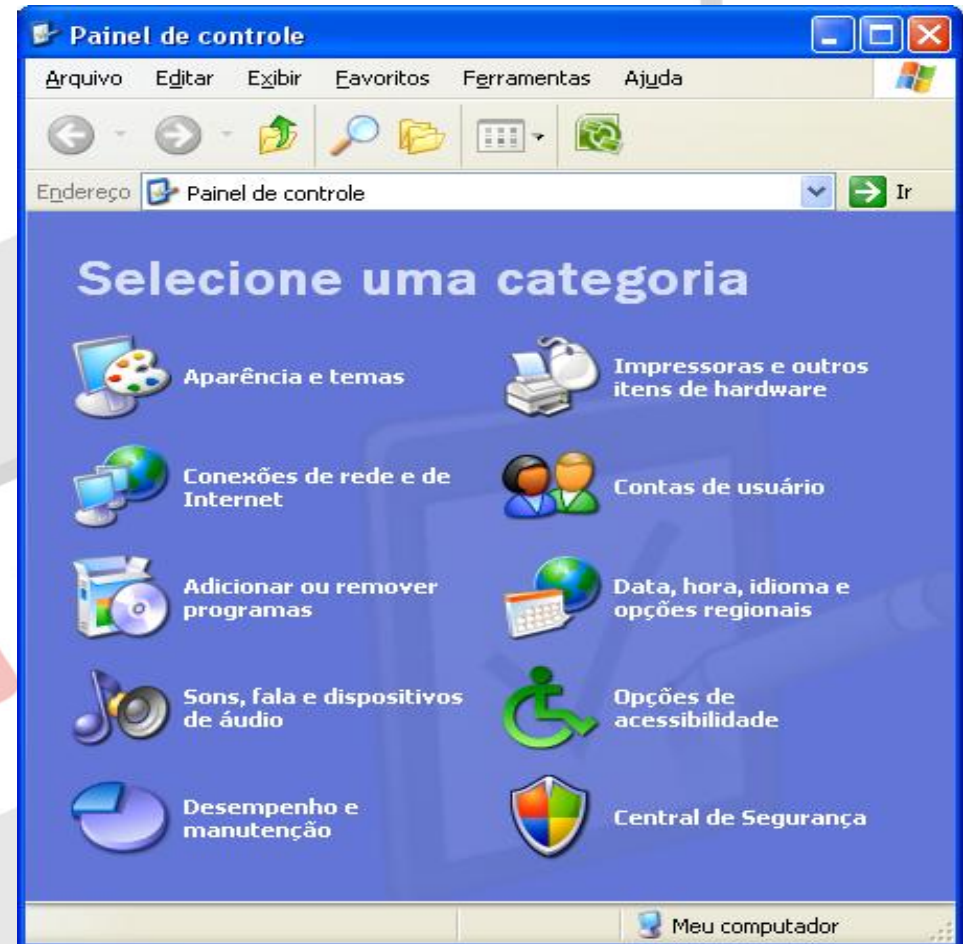 Painel de controle
Arquivo Editar Exibir Favoritos Ferramentas Ajuda
Endereço Painel de controle Ir
Selecione uma categoria
Aparência e temas
Impressoras e outros
itens de hardware
Conexões de rede e de
Internet
Contas de usuário
Adicionar ou remover
programas
Data, hora, idioma e
opções regionais
Sons, fala e dispositivos
de áudio
Opções de
acessibilidade
Desempenho e
manutenção
Central de Segurança
Meu computador